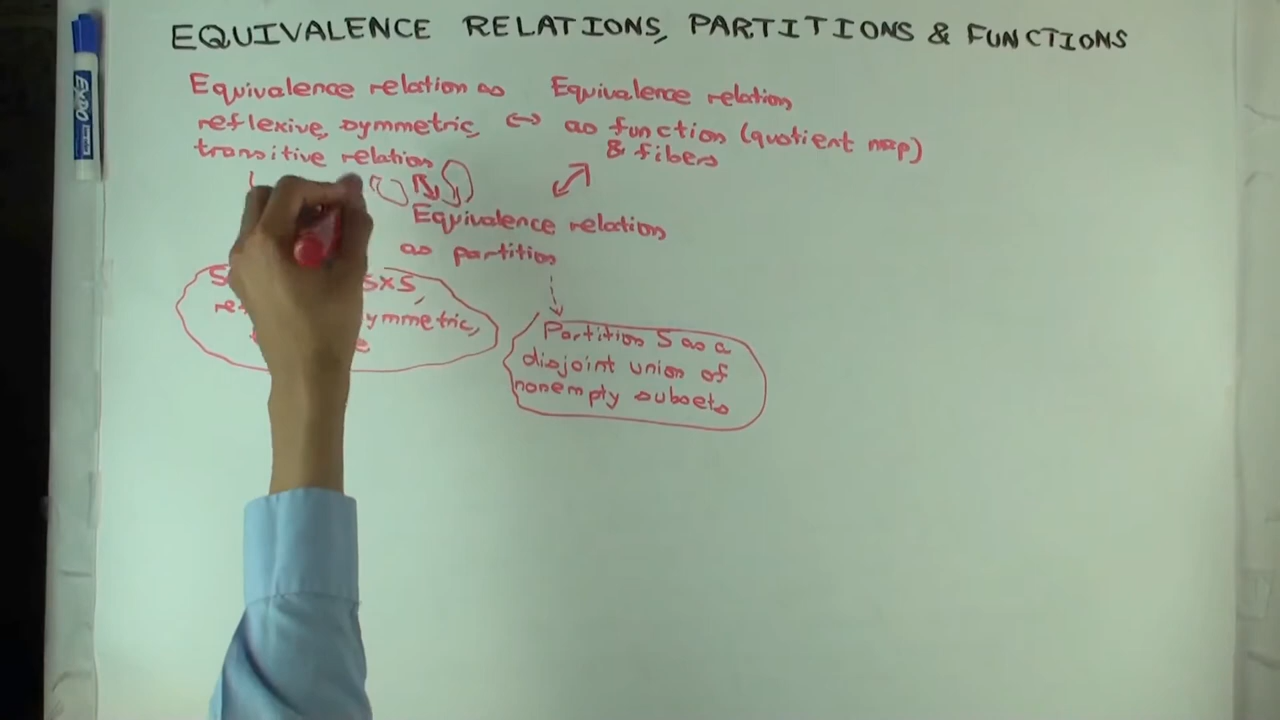 EQUIVALENCE RELATIONS, PARTITIONS & FUNCTIONS
EXPO
Equivalence relation as
reflexive, symmetric,
transitive relation
↔
Equivalence relation
as function (quotient map)
& fibers
Equivalence relation
as partition
S×S,
symmetric,
Partition S as a
disjoint union of
nonempty subsets